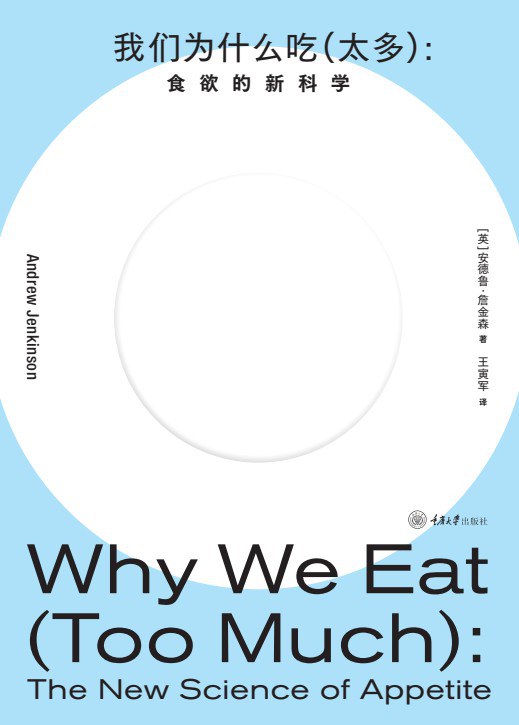 我们为什么吃(太多):
食欲的新科学
Andrew Jenkinson
[英]安德鲁·詹金森 著 王寅军 译
重庆大学出版社
Why We Eat
(Too Much):
The New Science of Appetite